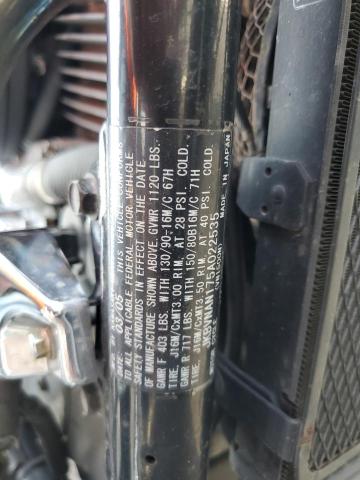 DATE: 03/05 THIS VEHICLE CONFORMS
TO ALL APPLICABLE FEDERAL MOTOR VEHICLE
SAFETY STANDARDS IN EFFECT ON THE DATE
OF MANUFACTURE SHOWN ABOVE. GVWR 1120 LBS.
GAWR F 403 LBS. WITH 130/90-16M/C 67H
TIRE, J16M/CxMT3.00 RIM, AT 28 PSI. COLD.
GAWR R 717 LBS. WITH 150/80B16M/C 71H
TIRE, J16M/CxMT3.50 RIM, AT 40 PSI. COLD.
MADE IN JAPAN